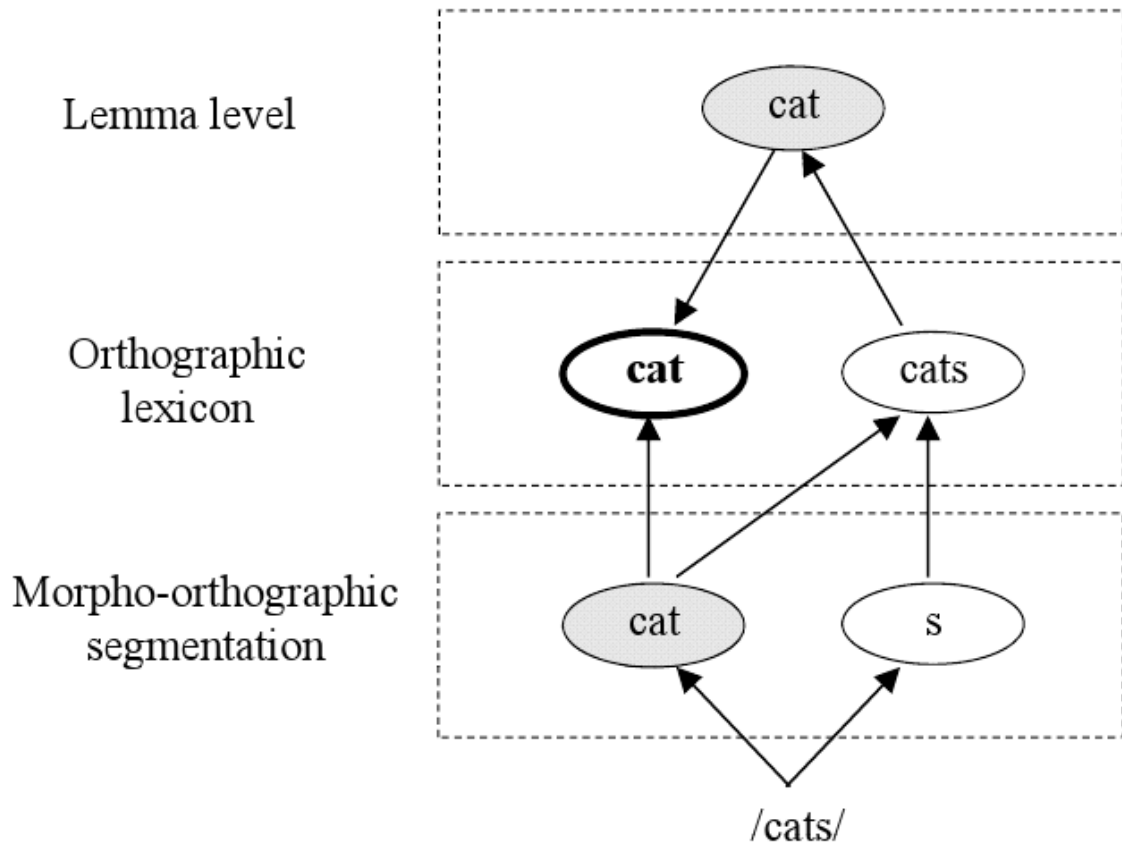 Lemma level
cat
Orthographic
lexicon
cat
cats
Morpho-orthographic
segmentation
cat
s
/cats/